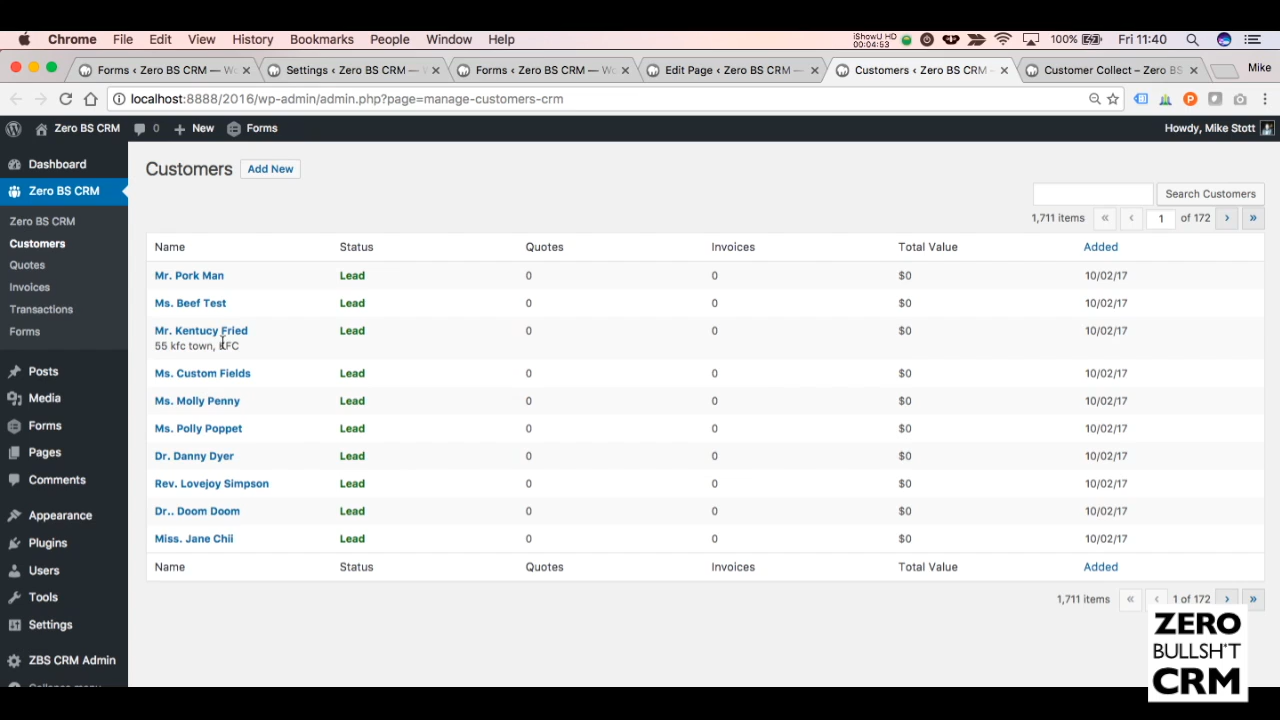 Chrome File Edit View History Bookmarks People Window Help iShowU HD 00:04:53 100% Fri 11:40
Forms ‹ Zero BS CRM — Wo Settings ‹ Zero BS CRM — Forms ‹ Zero BS CRM — Wo Edit Page ‹ Zero BS CRM — Customers ‹ Zero BS CRM — Customer Collect – Zero BS Mike
localhost:8888/2016/wp-admin/admin.php?page=manage-customers-crm
Zero BS CRM 0 + New Forms Howdy, Mike Stott
Dashboard
Zero BS CRM
Zero BS CRM
Customers
Quotes
Invoices
Transactions
Forms
Posts
Media
Forms
Pages
Comments
Appearance
Plugins
Users
Tools
Settings
ZBS CRM Admin
Collapse menu
Customers Add New
Search Customers
1,711 items « ‹ 1 of 172 › »
Name Status Quotes Invoices Total Value Added
Mr. Pork Man Lead 0 0 $0 10/02/17
Ms. Beef Test Lead 0 0 $0 10/02/17
Mr. Kentucy Fried Lead 0 0 $0 10/02/17
55 kfc town, KFC
Ms. Custom Fields Lead 0 0 $0 10/02/17
Ms. Molly Penny Lead 0 0 $0 10/02/17
Ms. Polly Poppet Lead 0 0 $0 10/02/17
Dr. Danny Dyer Lead 0 0 $0 10/02/17
Rev. Lovejoy Simpson Lead 0 0 $0 10/02/17
Dr.. Doom Doom Lead 0 0 $0 10/02/17
Miss. Jane Chii Lead 0 0 $0 10/02/17
Name Status Quotes Invoices Total Value Added
1,711 items « ‹ 1 of 172 › »
ZERO
BULLSH*T
CRM